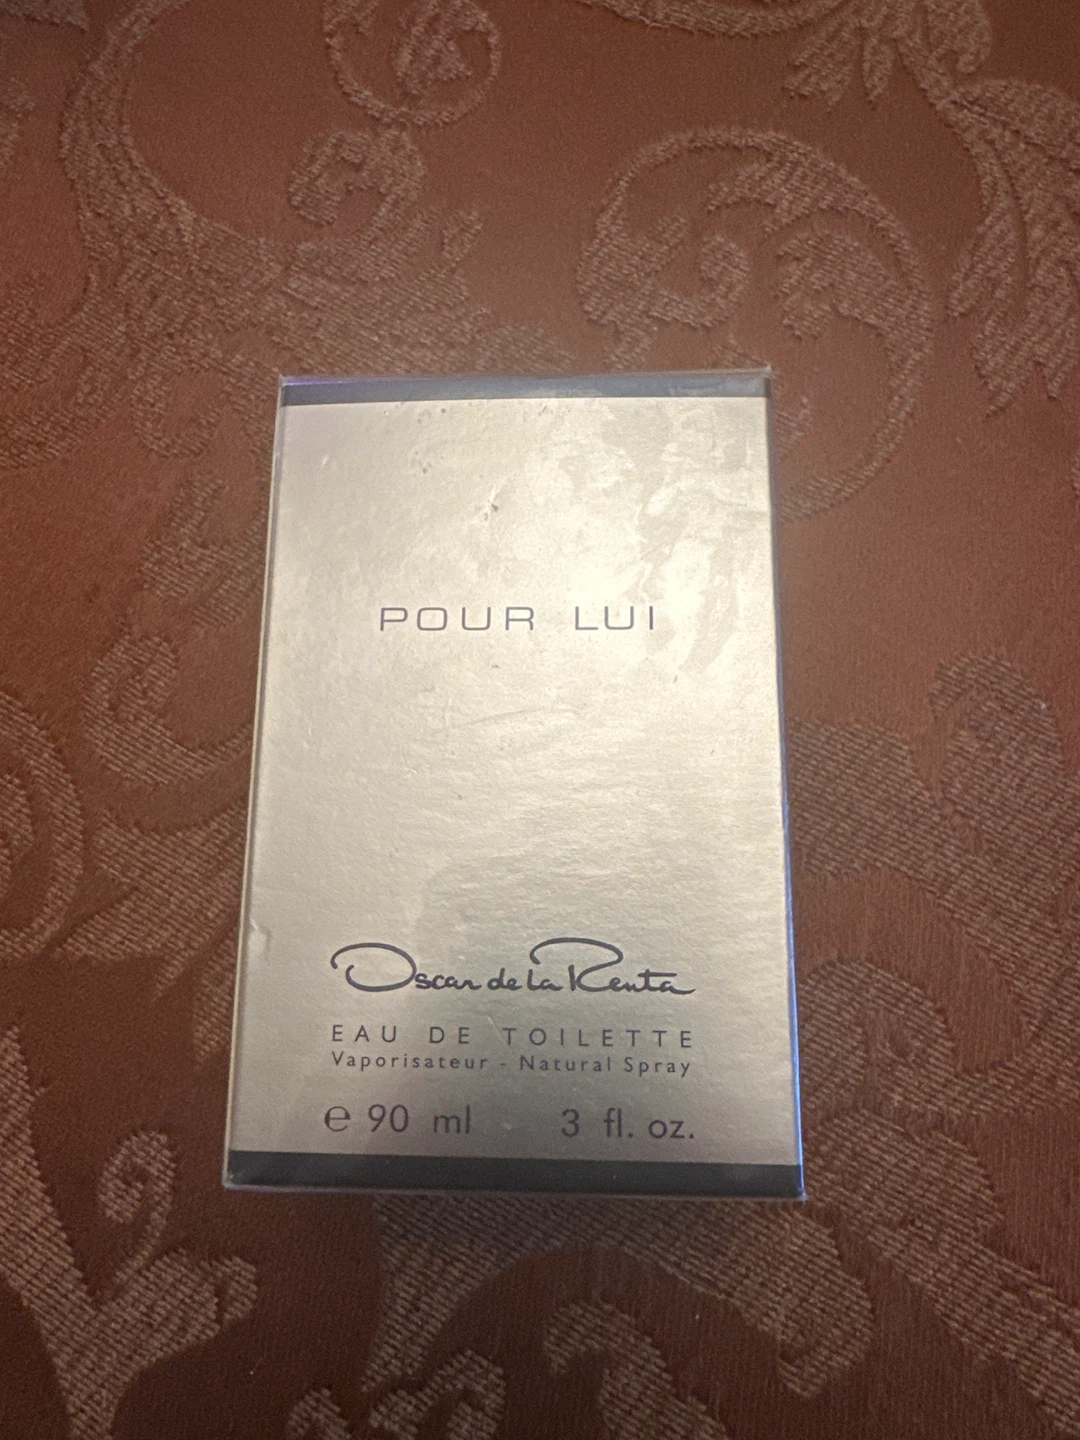 POUR LUI
Oscar de la Renta
EAU DE TOILETTE
Vaporisateur - Natural Spray
℮ 90 ml 3 fl. oz.